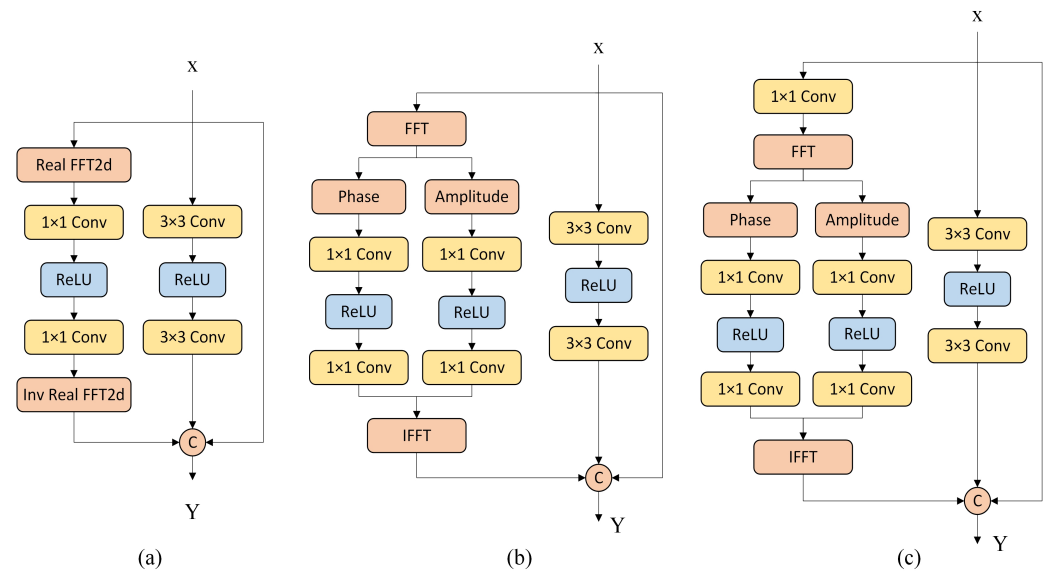 x
Real FFT2d
1×1 Conv
3×3 Conv
ReLU
ReLU
1×1 Conv
3×3 Conv
Inv Real FFT2d
C
Y
(a)
x
FFT
Phase
Amplitude
3×3 Conv
1×1 Conv
1×1 Conv
ReLU
ReLU
ReLU
3×3 Conv
1×1 Conv
1×1 Conv
IFFT
C
Y
(b)
x
1×1 Conv
FFT
Phase
Amplitude
3×3 Conv
1×1 Conv
1×1 Conv
ReLU
ReLU
ReLU
3×3 Conv
1×1 Conv
1×1 Conv
IFFT
C
Y
(c)